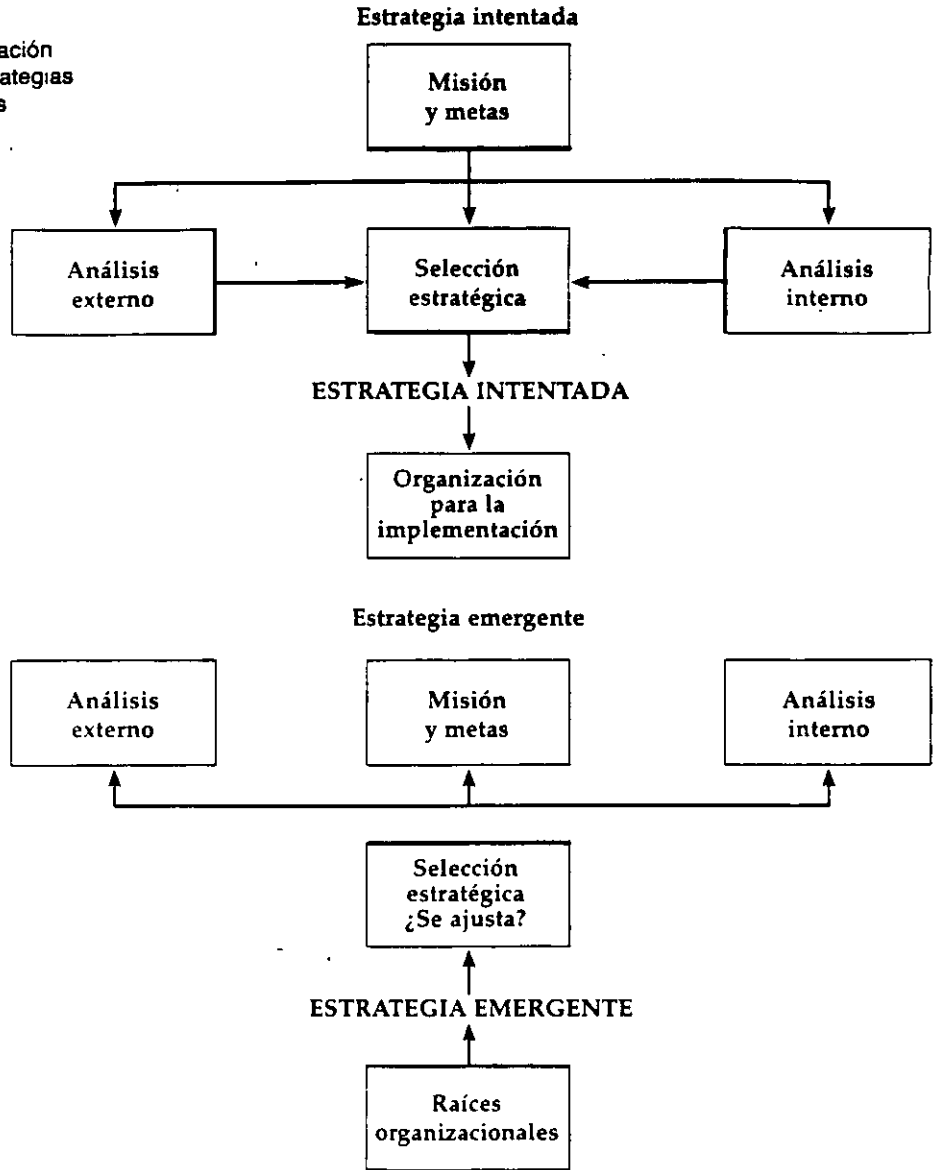 Estrategia intentada
ación
ategias
s
Misión
y metas
Análisis
externo
Selección
estratégica
Análisis
interno
ESTRATEGIA INTENTADA
Organización
para la
implementación
Estrategia emergente
Análisis
externo
Misión
y metas
Análisis
interno
Selección
estratégica
¿Se ajusta?
ESTRATEGIA EMERGENTE
Raíces
organizacionales